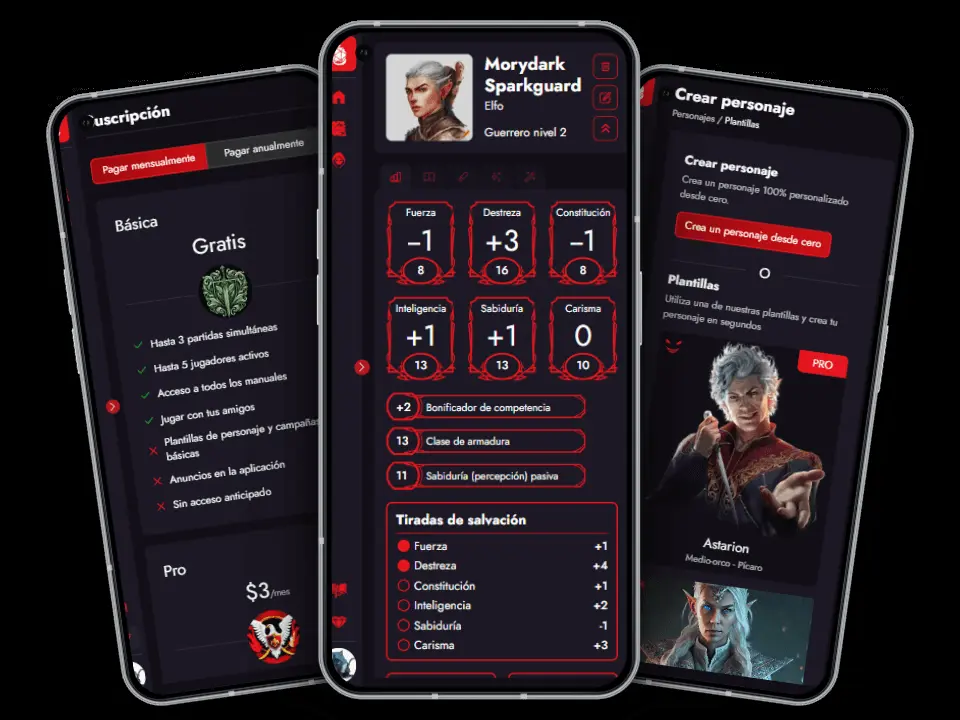 Suscripción
Pagar mensualmente
Pagar anualmente
Básica
Gratis
Hasta 3 partidas simultáneas
Hasta 5 jugadores activos
Acceso a todos los manuales
Jugar con tus amigos
Plantillas de personaje y campañas
básicas
Anuncios en la aplicación
Sin acceso anticipado
Pro
$3/mes
Morydark
Sparkguard
Elfo
Guerrero nivel 2
Fuerza
-1
8
Destreza
+3
16
Constitución
-1
8
Inteligencia
+1
13
Sabiduría
+1
13
Carisma
0
10
+2 Bonificador de competencia
13 Clase de armadura
11 Sabiduría (percepción) pasiva
Tiradas de salvación
Fuerza +1
Destreza +4
Constitución +1
Inteligencia +2
Sabiduría -1
Carisma +3
Crear personaje
Personajes / Plantillas
Crear personaje
Crea un personaje 100% personalizado
desde cero.
Crea un personaje desde cero
O
Plantillas
Utiliza una de nuestras plantillas y crea tu
personaje en segundos
PRO
Astarion
Medio-orco - Pícaro